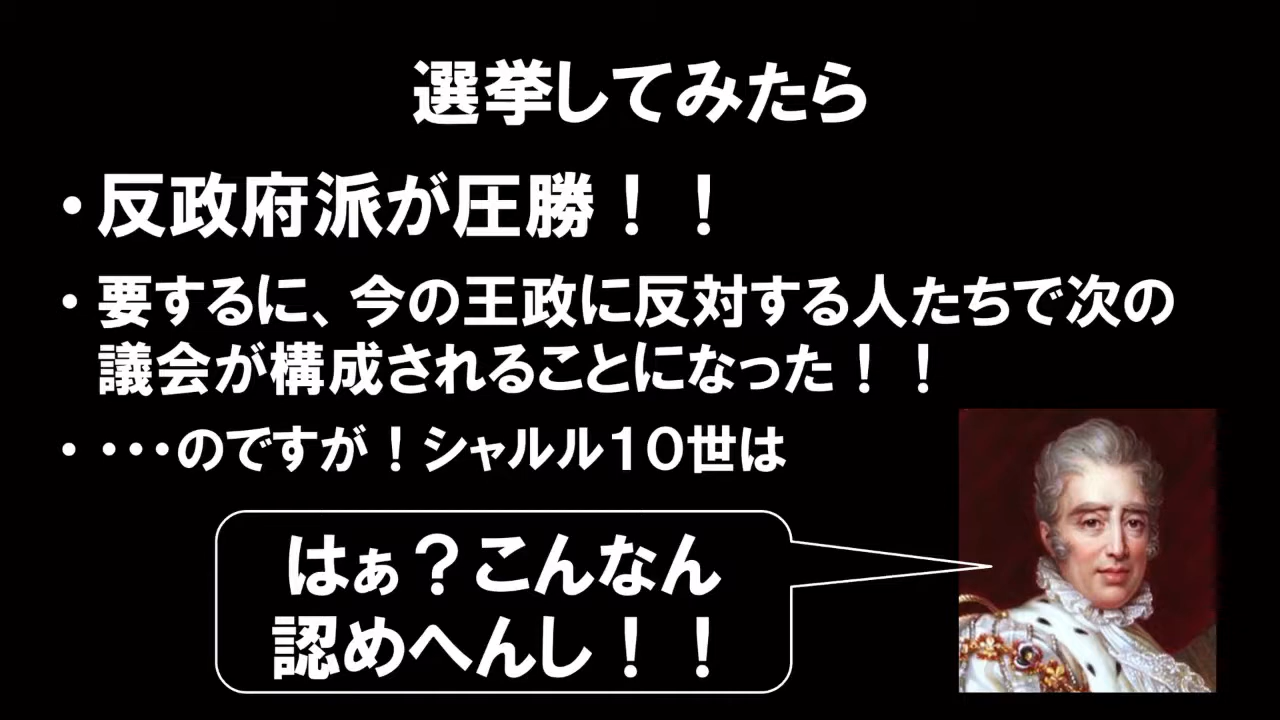 選挙してみたら
・反政府派が圧勝！！
・要するに、今の王政に反対する人たちで次の
議会が構成されることになった！！
・・・・のですが！シャルル１０世は
はぁ？こんなん
認めへんし！！